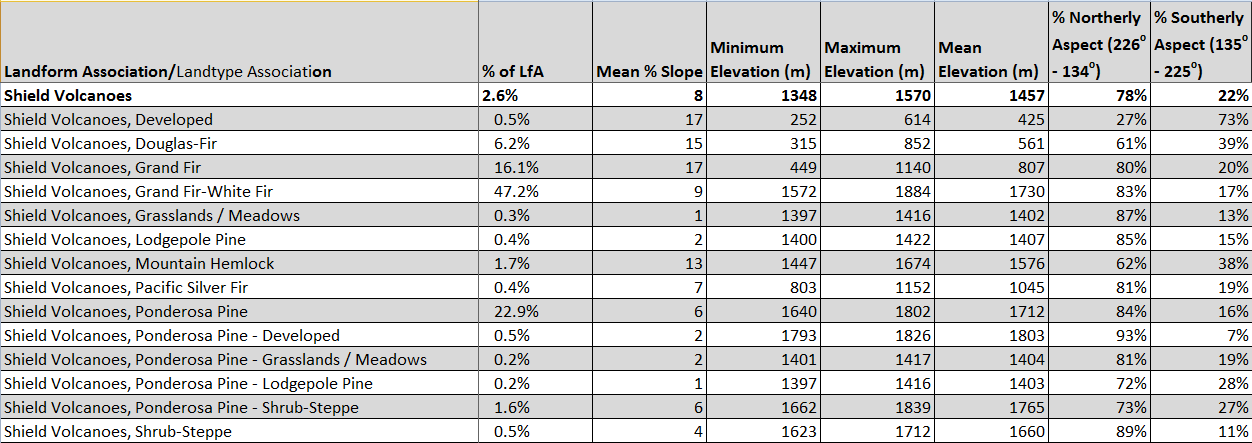 Landform Association/Landtype Association % of LfA Mean % Slope Minimum Elevation (m) Maximum Elevation (m) Mean Elevation (m) % Northerly Aspect (226° - 134°) % Southerly Aspect (135° - 225°)
Shield Volcanoes 2.6% 8 1348 1570 1457 78% 22%
Shield Volcanoes, Developed 0.5% 17 252 614 425 27% 73%
Shield Volcanoes, Douglas-Fir 6.2% 15 315 852 561 61% 39%
Shield Volcanoes, Grand Fir 16.1% 17 449 1140 807 80% 20%
Shield Volcanoes, Grand Fir-White Fir 47.2% 9 1572 1884 1730 83% 17%
Shield Volcanoes, Grasslands / Meadows 0.3% 1 1397 1416 1402 87% 13%
Shield Volcanoes, Lodgepole Pine 0.4% 2 1400 1422 1407 85% 15%
Shield Volcanoes, Mountain Hemlock 1.7% 13 1447 1674 1576 62% 38%
Shield Volcanoes, Pacific Silver Fir 0.4% 7 803 1152 1045 81% 19%
Shield Volcanoes, Ponderosa Pine 22.9% 6 1640 1802 1712 84% 16%
Shield Volcanoes, Ponderosa Pine - Developed 0.5% 2 1793 1826 1803 93% 7%
Shield Volcanoes, Ponderosa Pine - Grasslands / Meadows 0.2% 2 1401 1417 1404 81% 19%
Shield Volcanoes, Ponderosa Pine - Lodgepole Pine 0.2% 1 1397 1416 1403 72% 28%
Shield Volcanoes, Ponderosa Pine - Shrub-Steppe 1.6% 6 1662 1839 1765 73% 27%
Shield Volcanoes, Shrub-Steppe 0.5% 4 1623 1712 1660 89% 11%